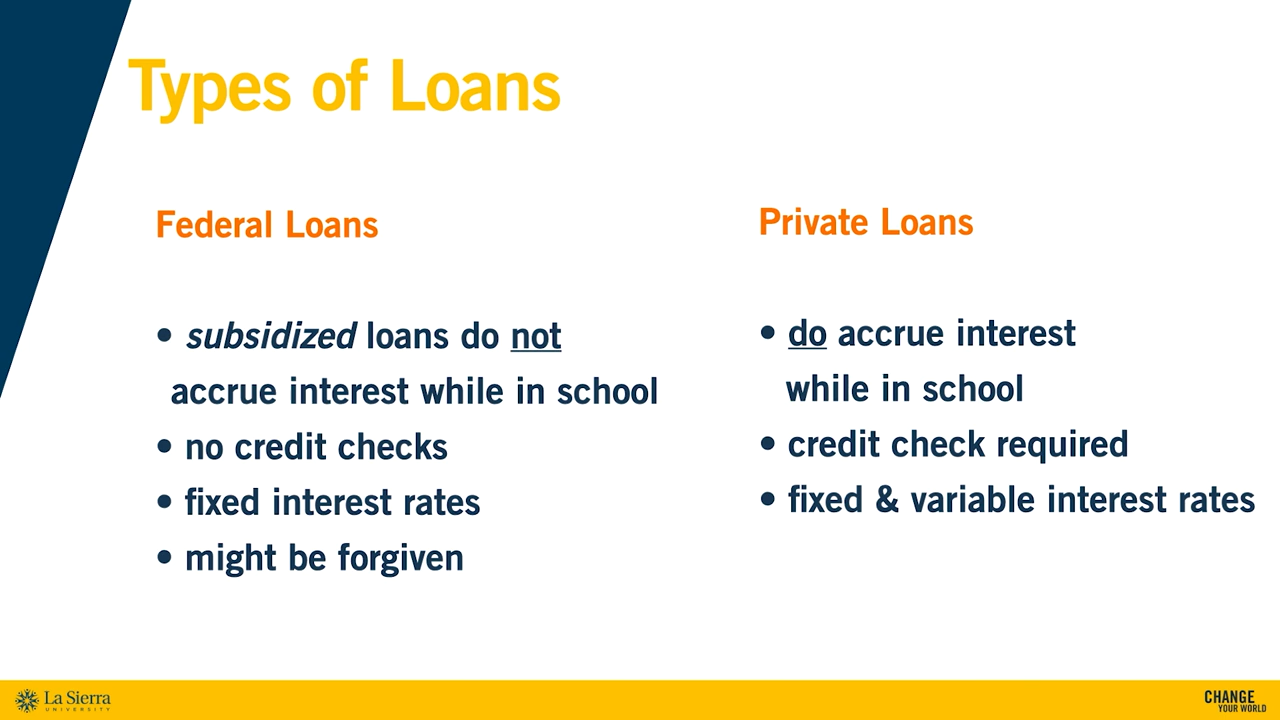 Types of Loans
Federal Loans
• subsidized loans do not
accrue interest while in school
• no credit checks
• fixed interest rates
• might be forgiven
Private Loans
• do accrue interest
while in school
• credit check required
• fixed & variable interest rates
La Sierra
UNIVERSITY
CHANGE
YOUR WORLD